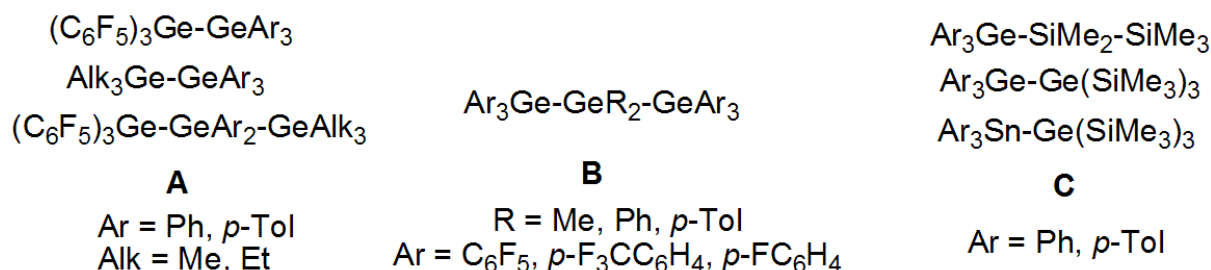 (C6F5)3Ge-GeAr3
Alk3Ge-GeAr3
(C6F5)3Ge-GeAr2-GeAlk3
A
Ar = Ph, p-Tol
Alk = Me, Et
Ar3Ge-GeR2-GeAr3
B
R = Me, Ph, p-Tol
Ar = C6F5, p-F3CC6H4, p-FC6H4
Ar3Ge-SiMe2-SiMe3
Ar3Ge-Ge(SiMe3)3
Ar3Sn-Ge(SiMe3)3
C
Ar = Ph, p-Tol